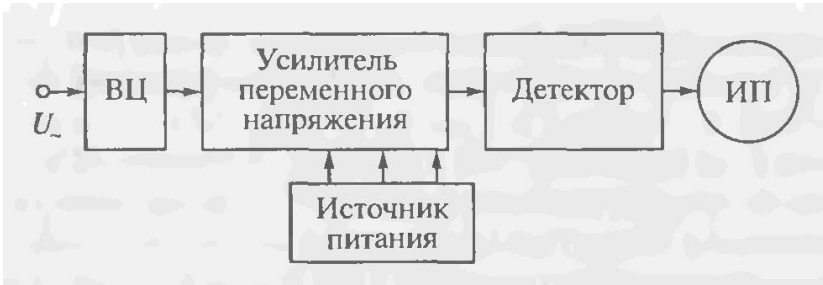 U~
ВЦ
Усилитель
переменного
напряжения
Детектор
ИП
Источник
питания